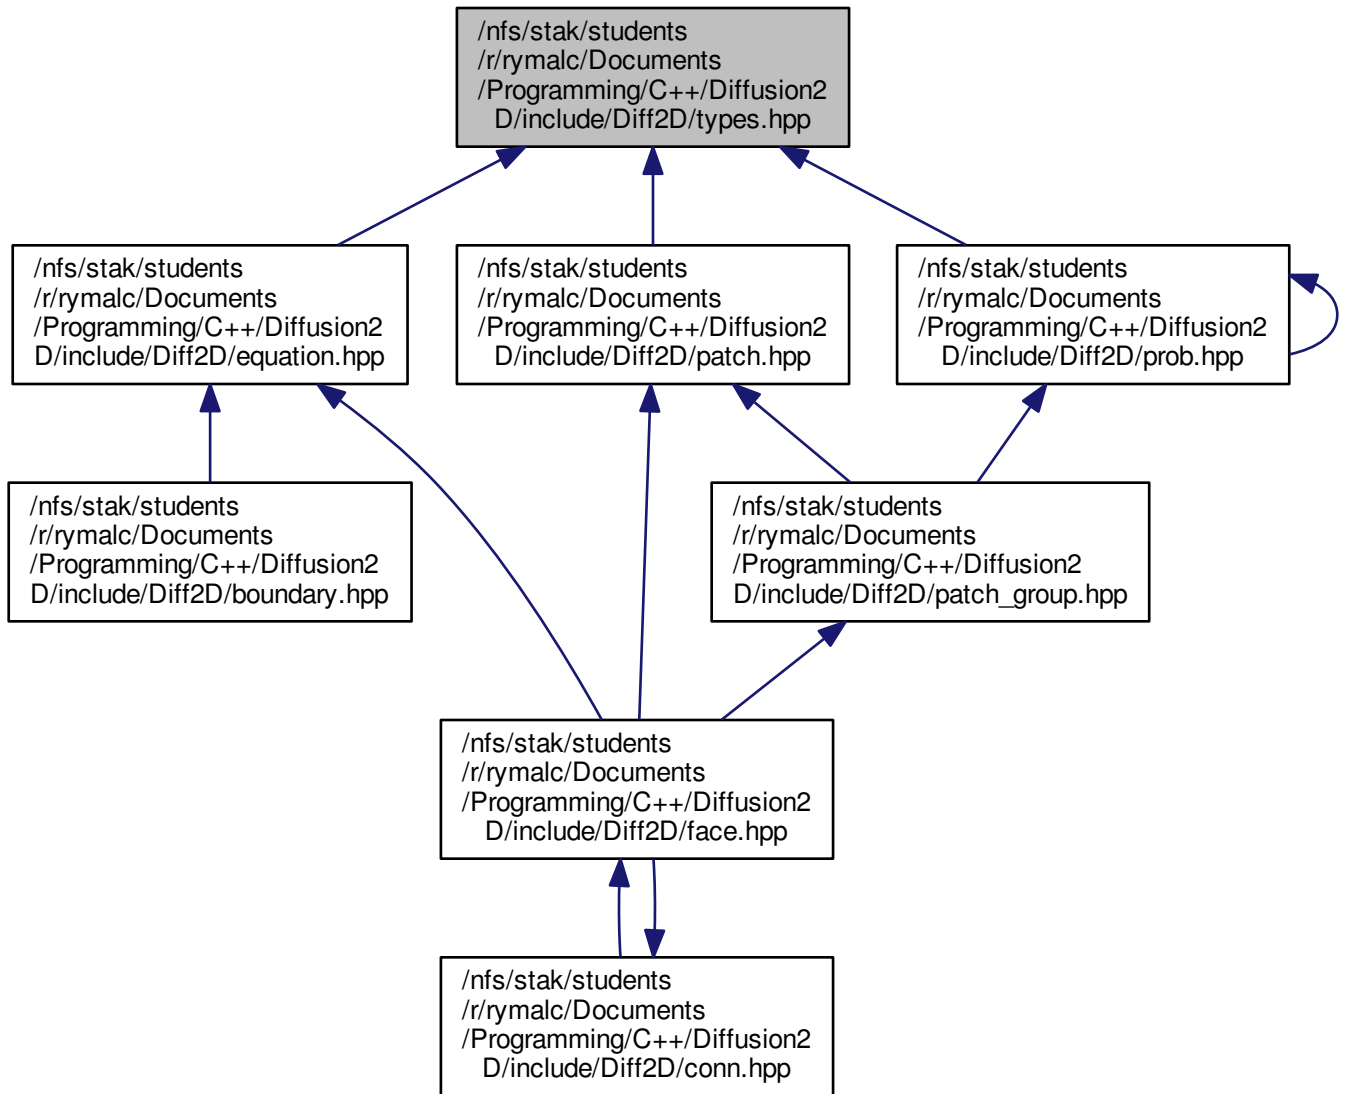 /nfs/stak/students
/r/rymalc/Documents
/Programming/C++/Diffusion2
D/include/Diff2D/types.hpp
/nfs/stak/students
/r/rymalc/Documents
/Programming/C++/Diffusion2
D/include/Diff2D/equation.hpp
/nfs/stak/students
/r/rymalc/Documents
/Programming/C++/Diffusion2
D/include/Diff2D/patch.hpp
/nfs/stak/students
/r/rymalc/Documents
/Programming/C++/Diffusion2
D/include/Diff2D/prob.hpp
/nfs/stak/students
/r/rymalc/Documents
/Programming/C++/Diffusion2
D/include/Diff2D/boundary.hpp
/nfs/stak/students
/r/rymalc/Documents
/Programming/C++/Diffusion2
D/include/Diff2D/patch_group.hpp
/nfs/stak/students
/r/rymalc/Documents
/Programming/C++/Diffusion2
D/include/Diff2D/face.hpp
/nfs/stak/students
/r/rymalc/Documents
/Programming/C++/Diffusion2
D/include/Diff2D/conn.hpp